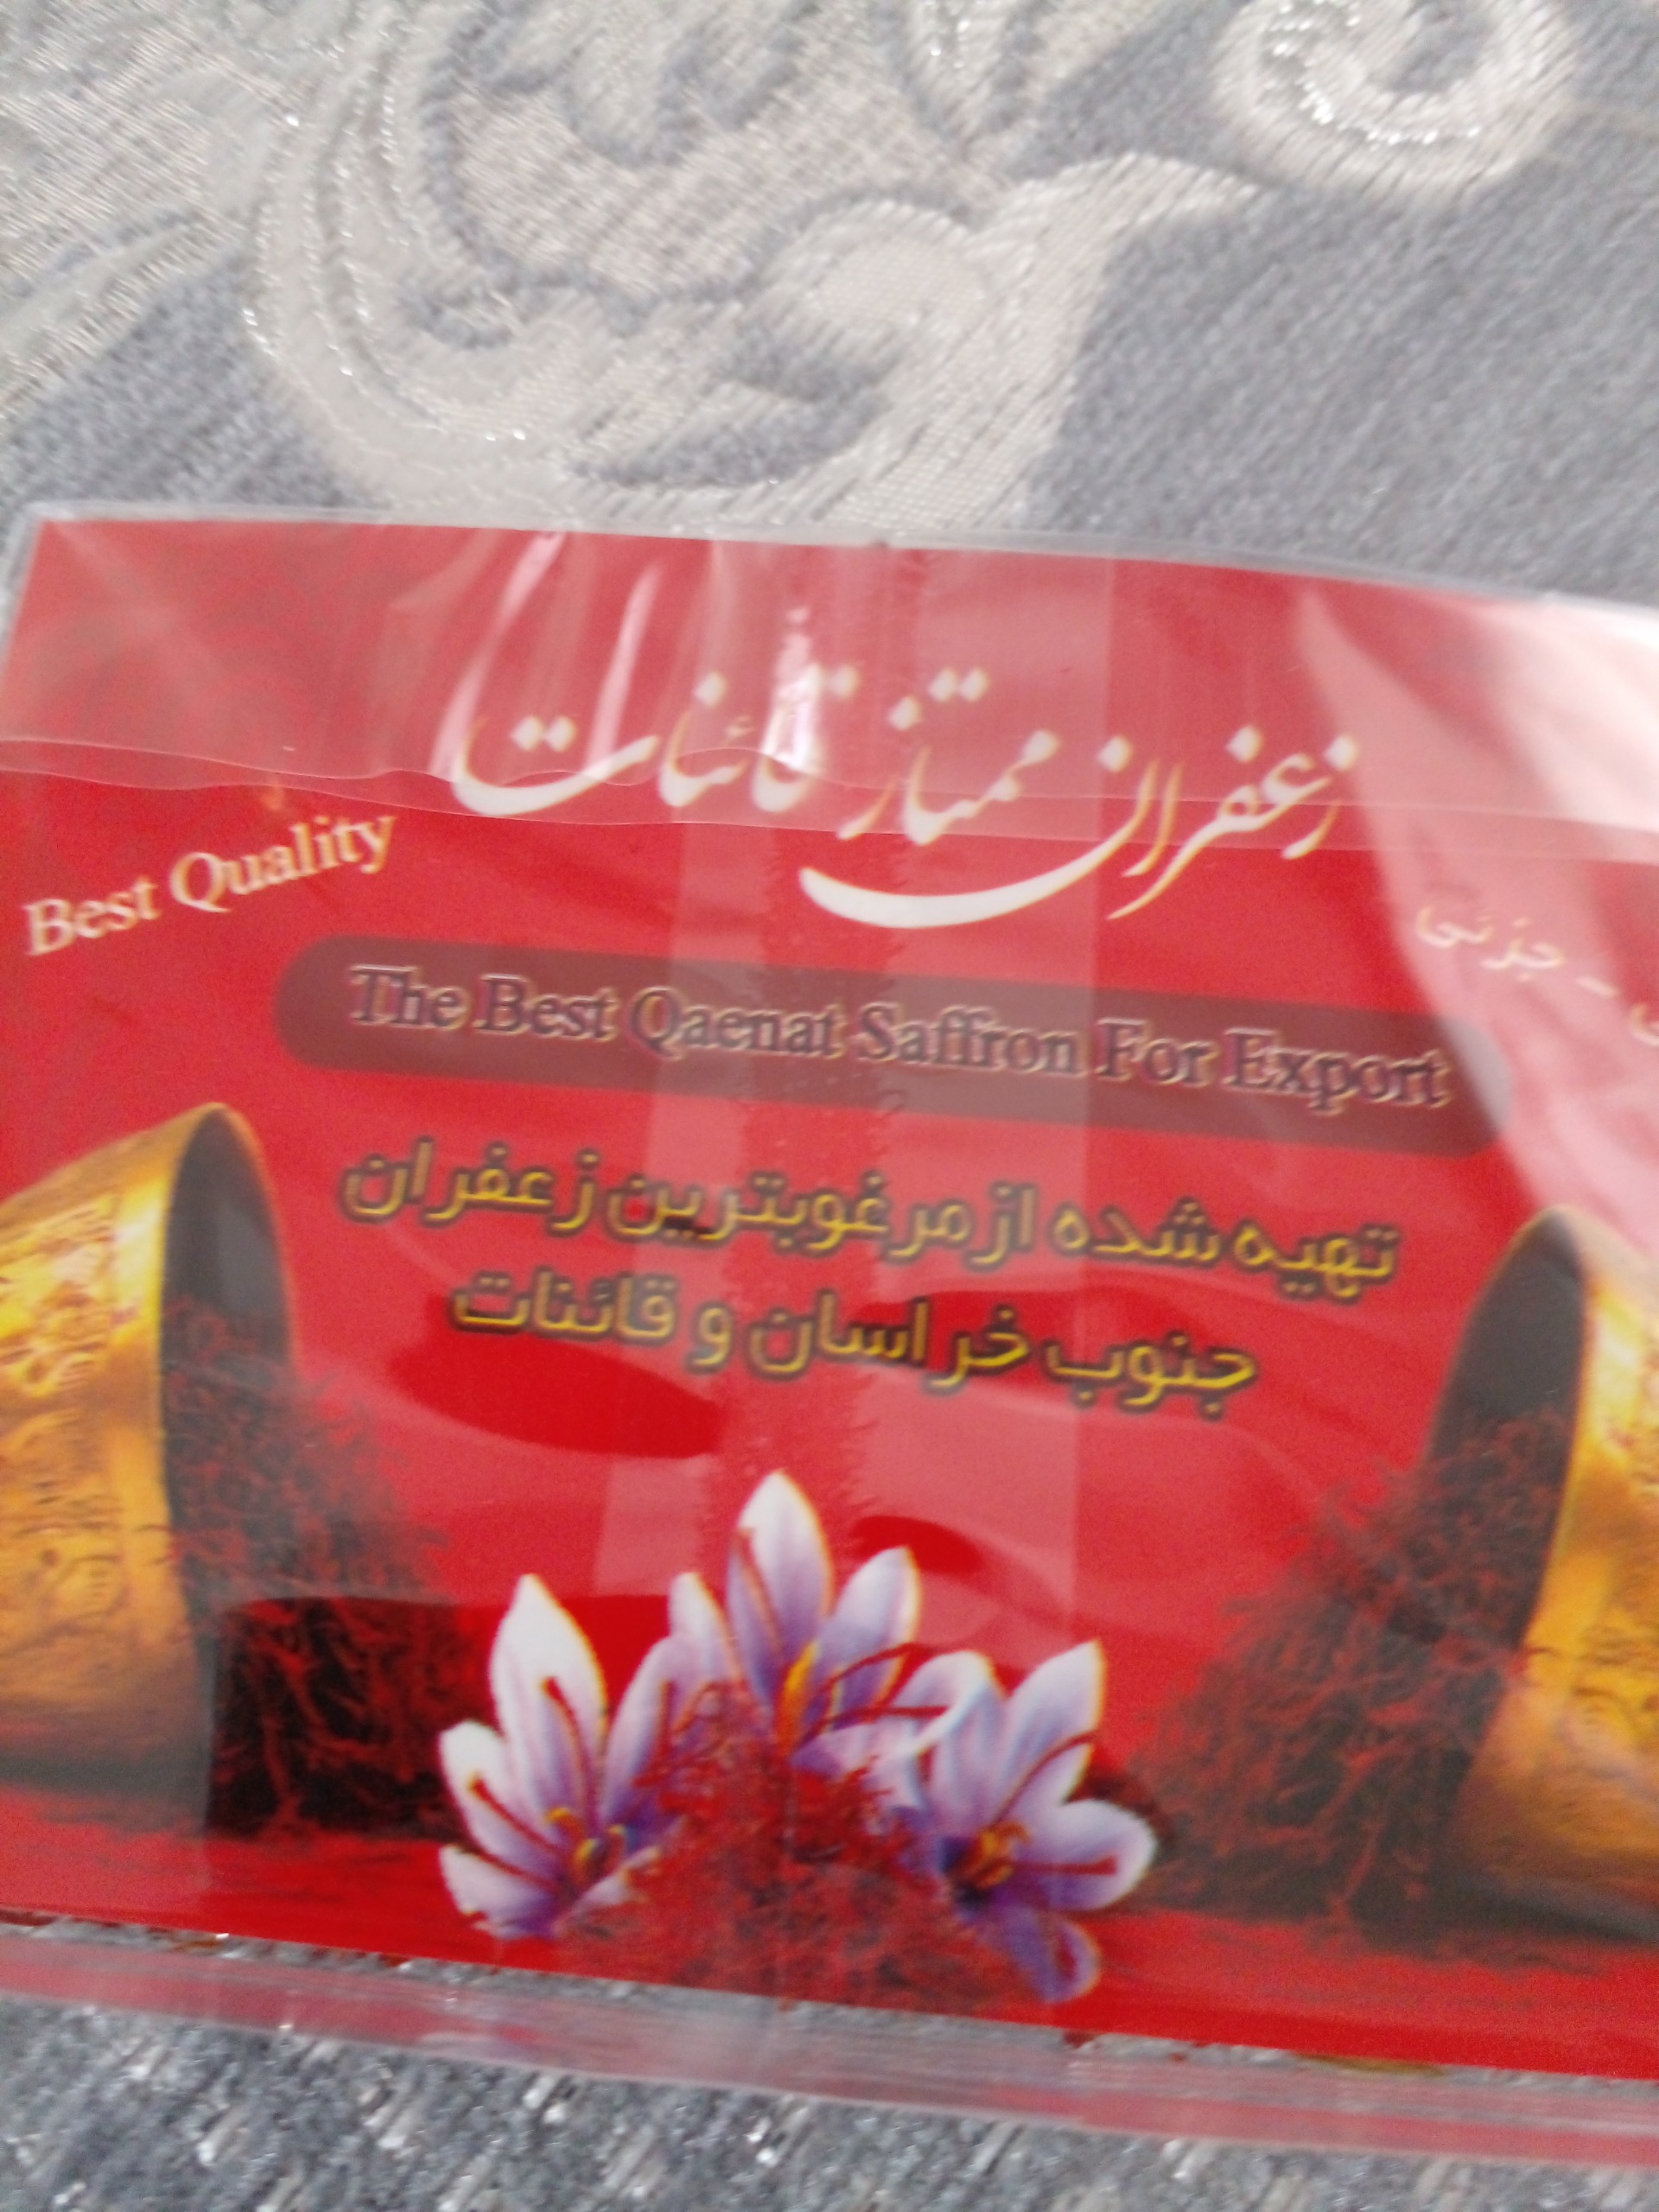 زعفران ممتاز قائنات
Best Quality
جزئی -
The Best Qaenat Saffron For Export
تهیه شده از مرغوبترین زعفران
جنوب خراسان و قائنات